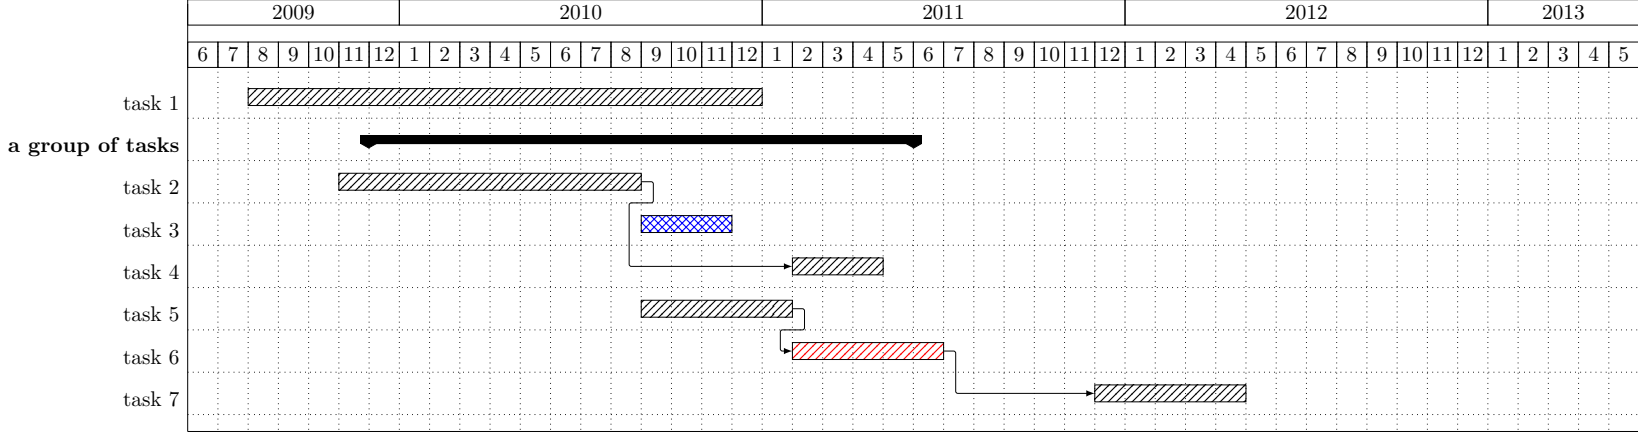 2009 2010 2011 2012 2013
6 7 8 9 10 11 12 1 2 3 4 5 6 7 8 9 10 11 12 1 2 3 4 5 6 7 8 9 10 11 12 1 2 3 4 5 6 7 8 9 10 11 12 1 2 3 4 5
task 1
a group of tasks
task 2
task 3
task 4
task 5
task 6
task 7